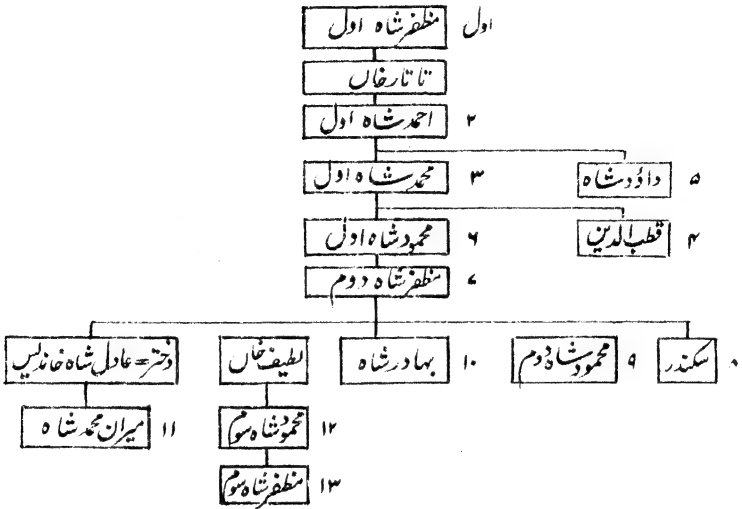 اول مظفر شاہ اول
تاتار خاں
۲ احمد شاہ اول
۵ داؤد شاہ ۳ محمد شاہ اول
۴ قطب الدین ۶ محمود شاہ اول
۷ مظفر شاہ دوم
۸ سکندر ۹ محمود شاہ دوم ۱۰ بہادر شاہ لطیف خاں دختر = عادل شاہ خاندیس
۱۲ محمود شاہ سوم ۱۱ میران محمد شاہ
۱۳ مظفر شاہ سوم